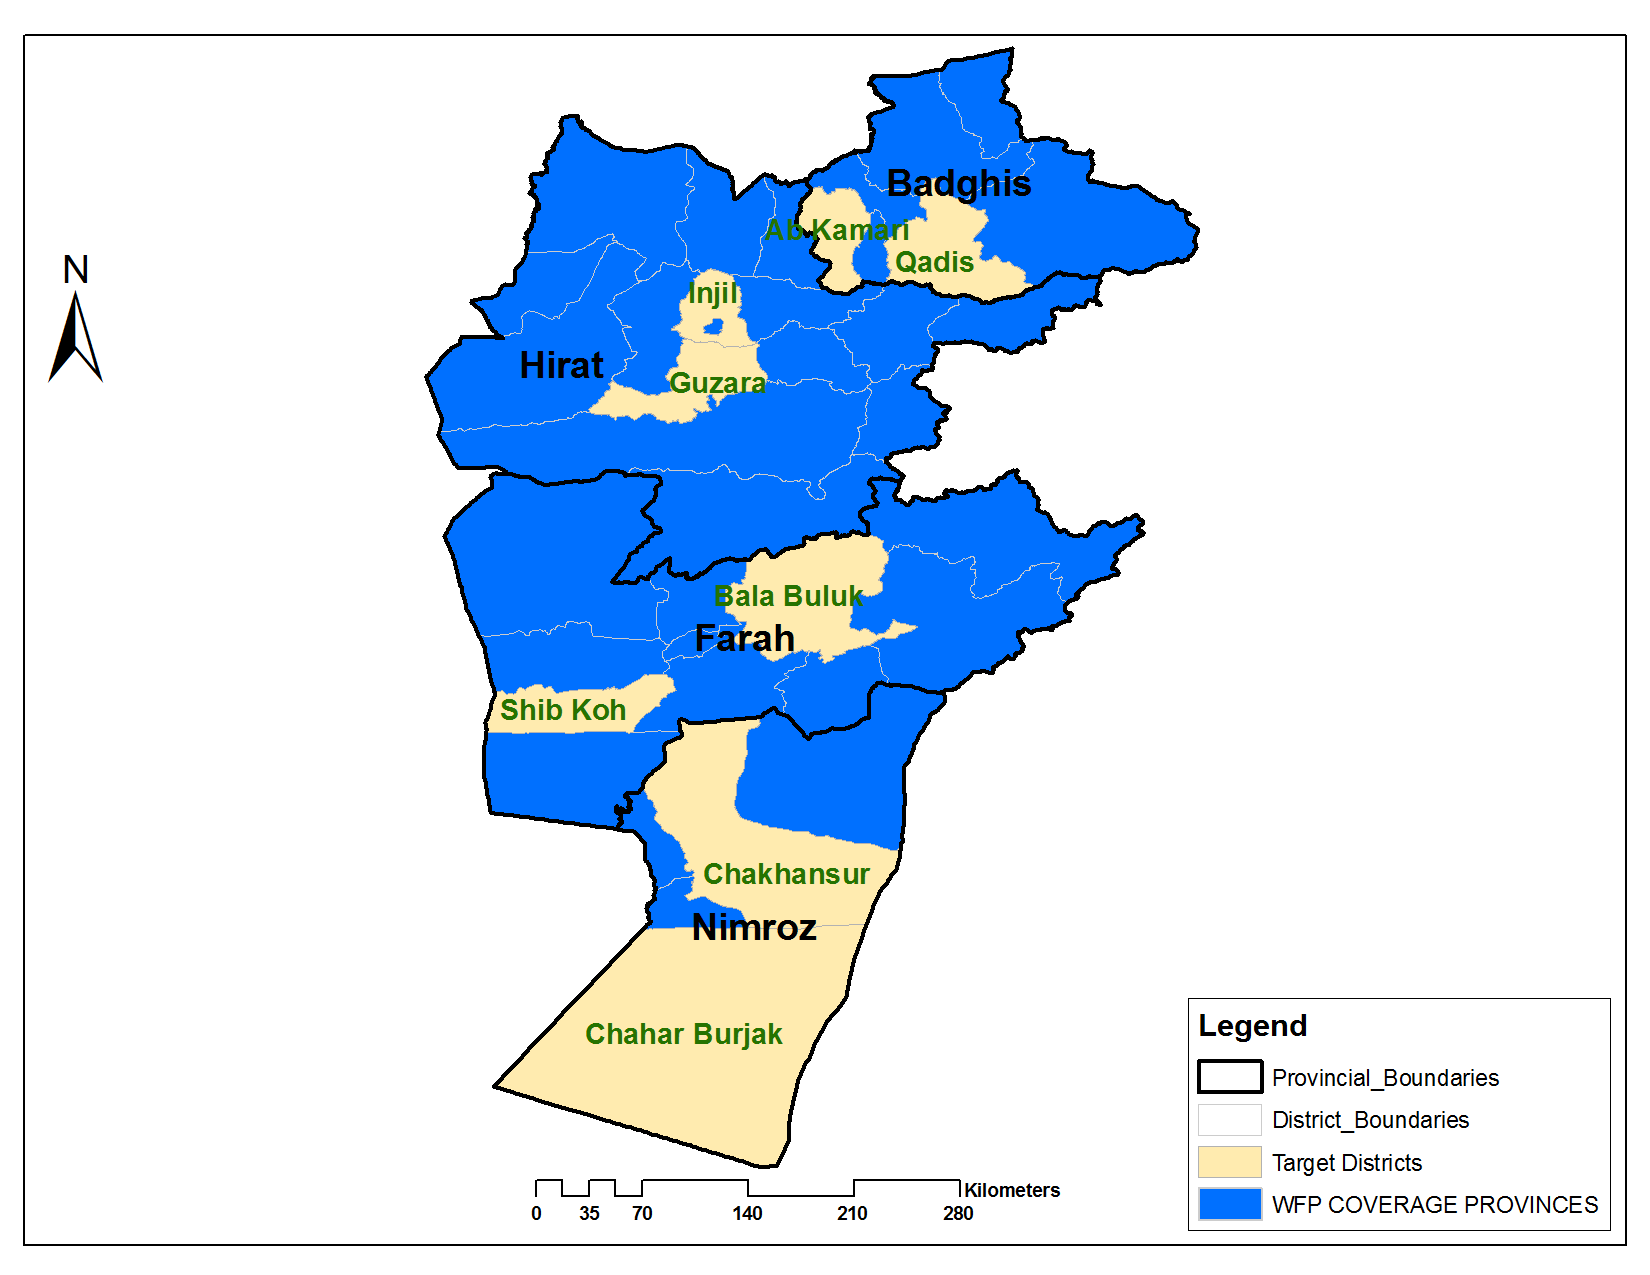 Badghis
Ab Kamari
Qadis
N
Injil
Hirat
Guzara
Bala Buluk
Farah
Shib Koh
Chakhansur
Nimroz
Chahar Burjak
Legend
Provincial_Boundaries
District_Boundaries
Target Districts
WFP COVERAGE PROVINCES
Kilometers
0 35 70 140 210 280